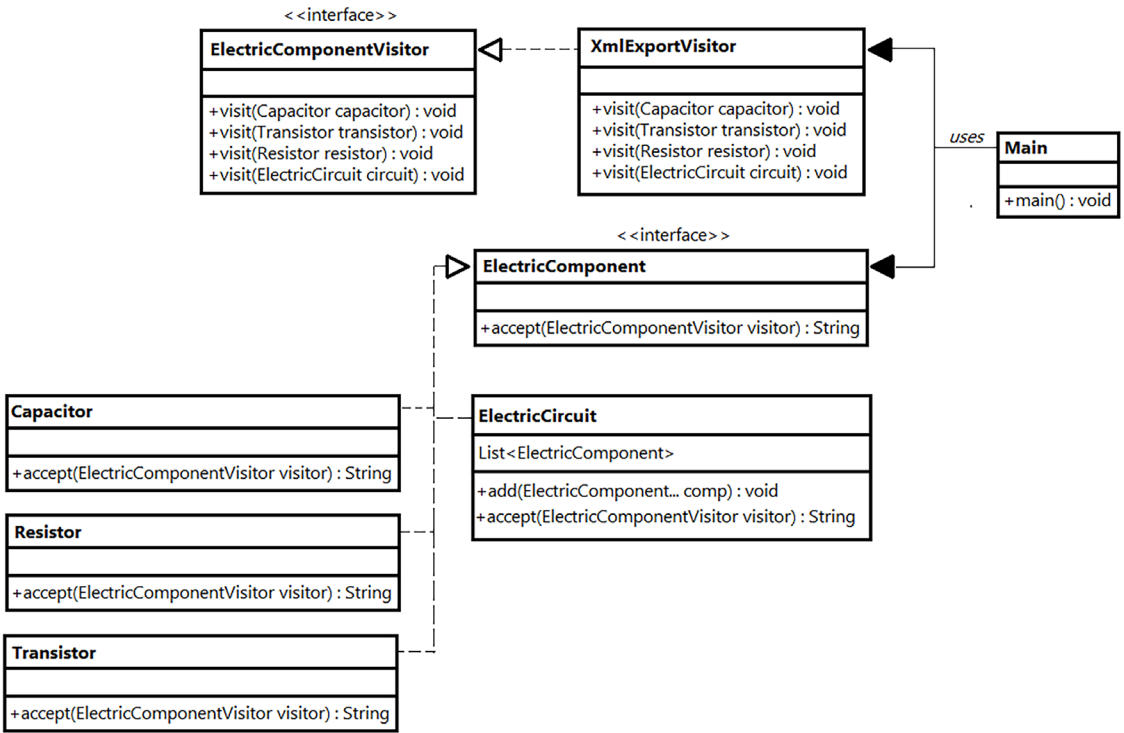 <<interface>>
ElectricComponentVisitor
+visit(Capacitor capacitor) : void
+visit(Transistor transistor) : void
+visit(Resistor resistor) : void
+visit(ElectricCircuit circuit) : void
XmlExportVisitor
+visit(Capacitor capacitor) : void
+visit(Transistor transistor) : void
+visit(Resistor resistor) : void
+visit(ElectricCircuit circuit) : void
uses
Main
+main() : void
<<interface>>
ElectricComponent
+accept(ElectricComponentVisitor visitor) : String
Capacitor
+accept(ElectricComponentVisitor visitor) : String
ElectricCircuit
List<ElectricComponent>
+add(ElectricComponent... comp) : void
+accept(ElectricComponentVisitor visitor) : String
Resistor
+accept(ElectricComponentVisitor visitor) : String
Transistor
+accept(ElectricComponentVisitor visitor) : String